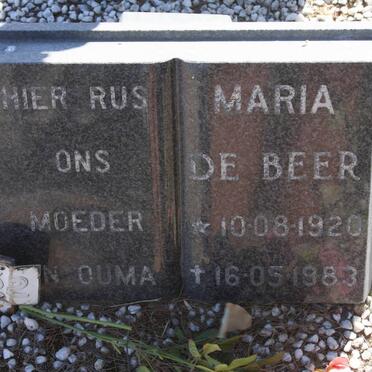 HIER RUS
ONS
MOEDER
N OUMA
MARIA
DE BEER
* 10·08·1920
✝ 16·05·1983